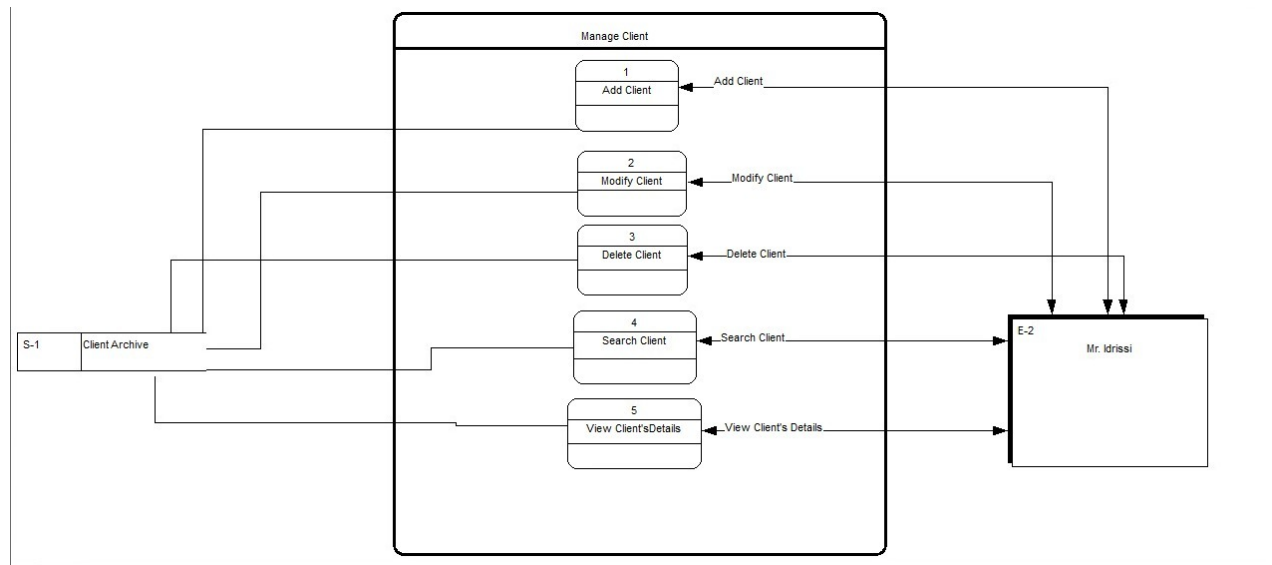 Manage Client
1
Add Client
Add Client
2
Modify Client
Modify Client
3
Delete Client
Delete Client
S-1
Client Archive
4
Search Client
Search Client
E-2
Mr. Idrissi
5
View Client'sDetails
View Client's Details